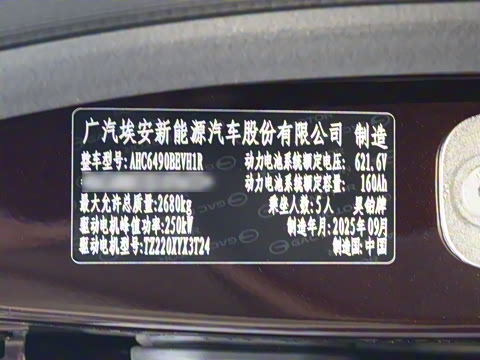 广汽埃安新能源汽车股份有限公司 制造
整车型号:AHC6490BEVH1R 动力电池系统额定电压: 621.6V
动力电池系统额定容量: 160Ah
最大允许总质量:2680kg 乘坐人数:5人 昊铂牌
驱动电机峰值功率:250kW 制造年月:2025年09月
驱动电机型号:TZ220XYX3T24 制造国:中国